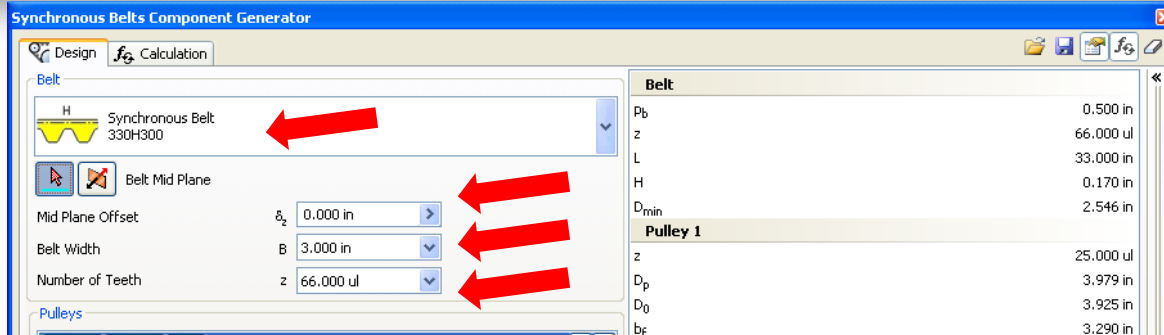 Synchronous Belts Component Generator
Design
Calculation
Belt
H
Synchronous Belt
330H300
Belt Mid Plane
Mid Plane Offset δ2 0.000 in
Belt Width B 3.000 in
Number of Teeth z 66.000 ul
Pulleys
Belt
pb 0.500 in
z 66.000 ul
L 33.000 in
H 0.170 in
Dmin 2.546 in
Pulley 1
z 25.000 ul
Dp 3.979 in
D0 3.925 in
bf 3.290 in